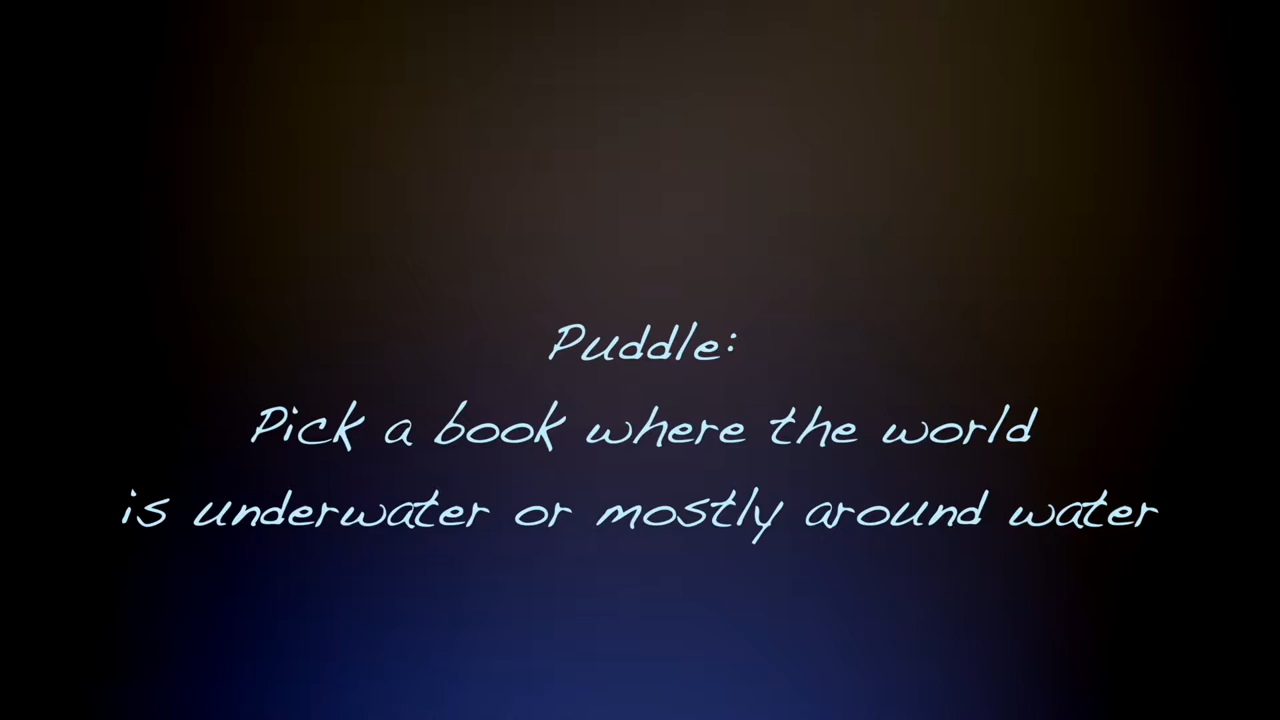 Puddle:
Pick a book where the world
is underwater or mostly around water